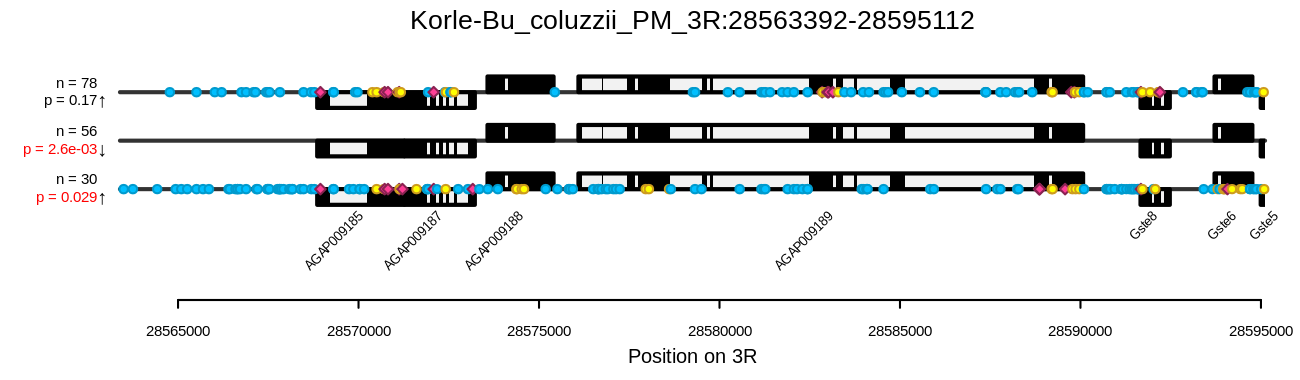 Korle-Bu_coluzzii_PM_3R:28563392-28595112
n = 78
p = 0.17↑
n = 56
p = 2.6e-03↓
n = 30
p = 0.029↑
AGAP009185
AGAP009187
AGAP009188
AGAP009189
Gste8
Gste6
Gste5
28565000 28570000 28575000 28580000 28585000 28590000 28595000
Position on 3R